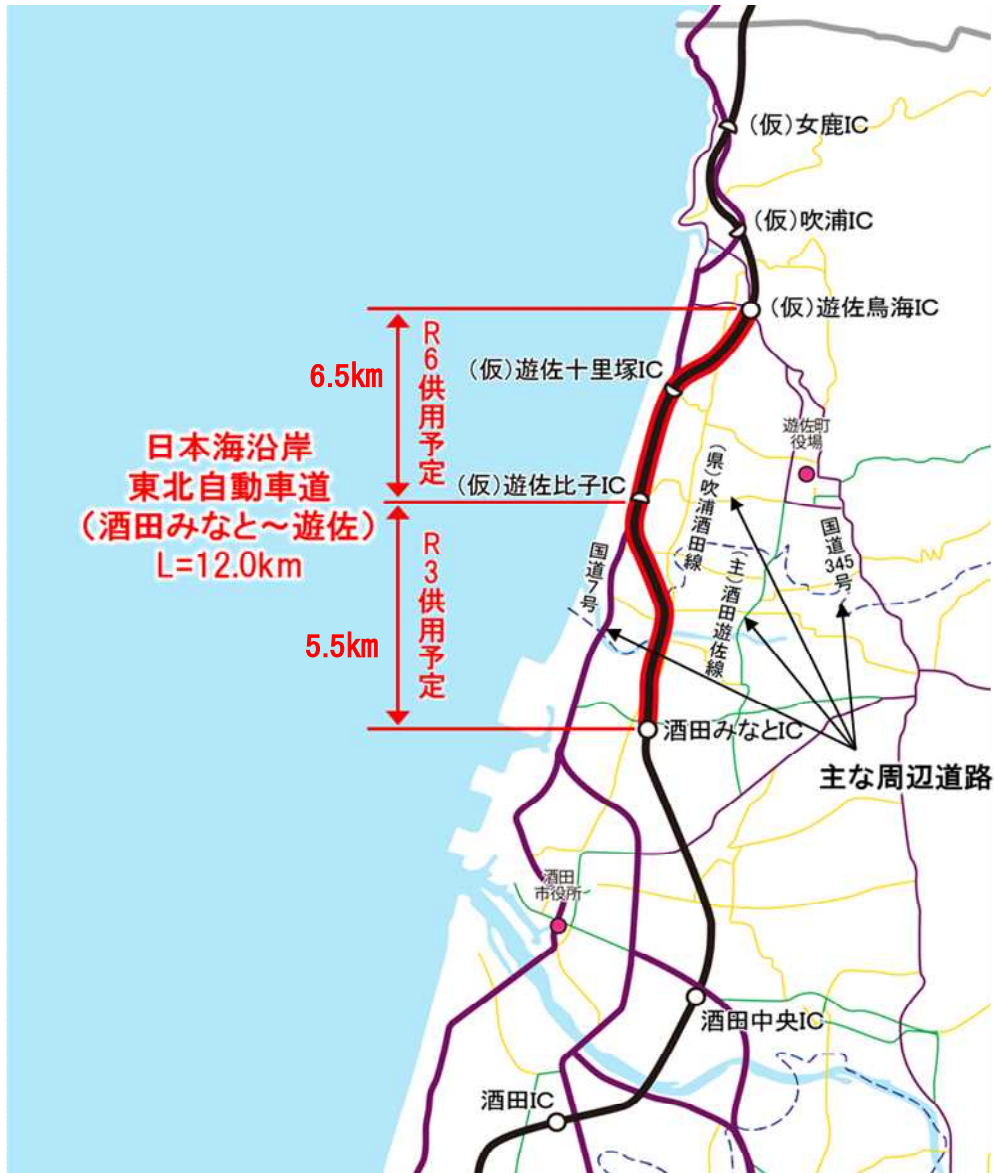 (仮)女鹿IC
(仮)吹浦IC
(仮)遊佐鳥海IC
6.5km
R6供用予定
(仮)遊佐十里塚IC
遊佐町
役場
日本海沿岸
東北自動車道
(酒田みなと～遊佐)
L=12.0km
(仮)遊佐比子IC
(県)吹浦酒田線
(主)酒田遊佐線
国道345号
国道7号
5.5km
R3供用予定
酒田みなとIC
主な周辺道路
酒田
市役所
酒田中央IC
酒田IC